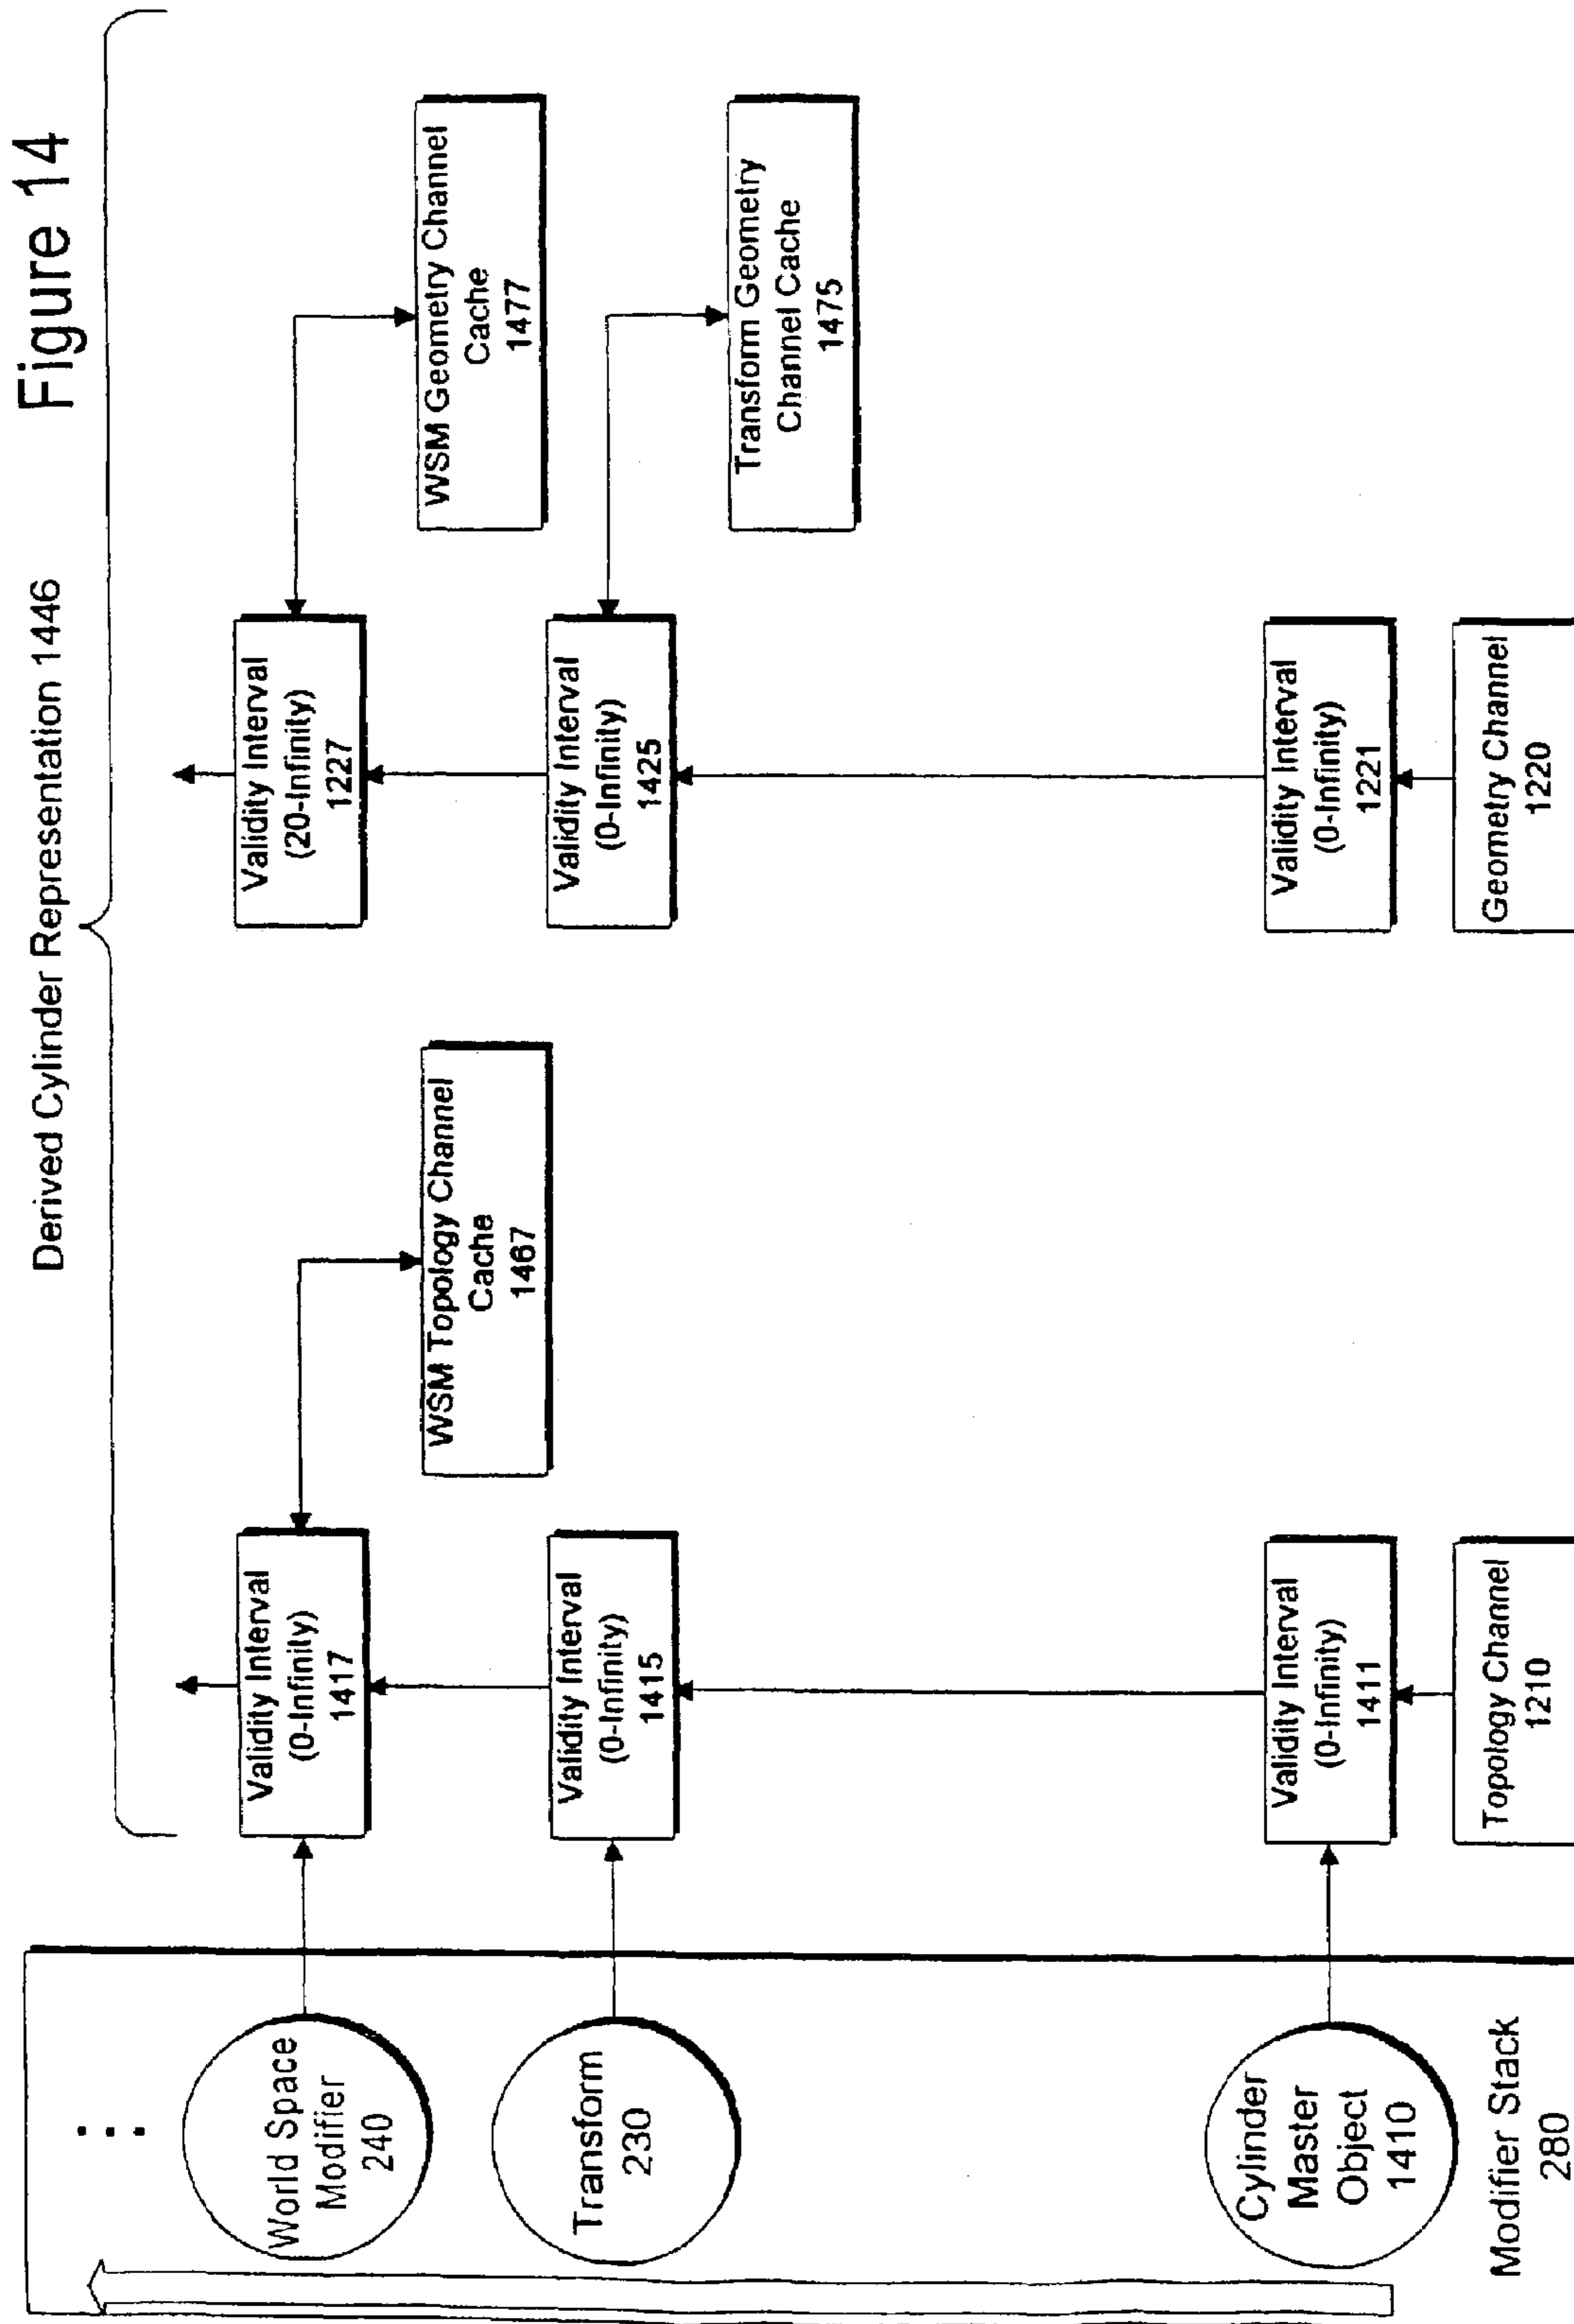 Figure 14
Derived Cylinder Representation 1446
World Space
Modifier
240
Validity Interval
(0-Infinity)
1417
WSM Topology Channel
Cache
1467
Validity Interval
(20-Infinity)
1227
WSM Geometry Channel
Cache
1477
Transform
230
Validity Interval
(0-Infinity)
1415
Validity Interval
(0-Infinity)
1425
Transform Geometry
Channel Cache
1475
Cylinder
Master
Object
1410
Validity Interval
(0-Infinity)
1411
Validity Interval
(0-Infinity)
1221
Modifier Stack
280
Topology Channel
1210
Geometry Channel
1220